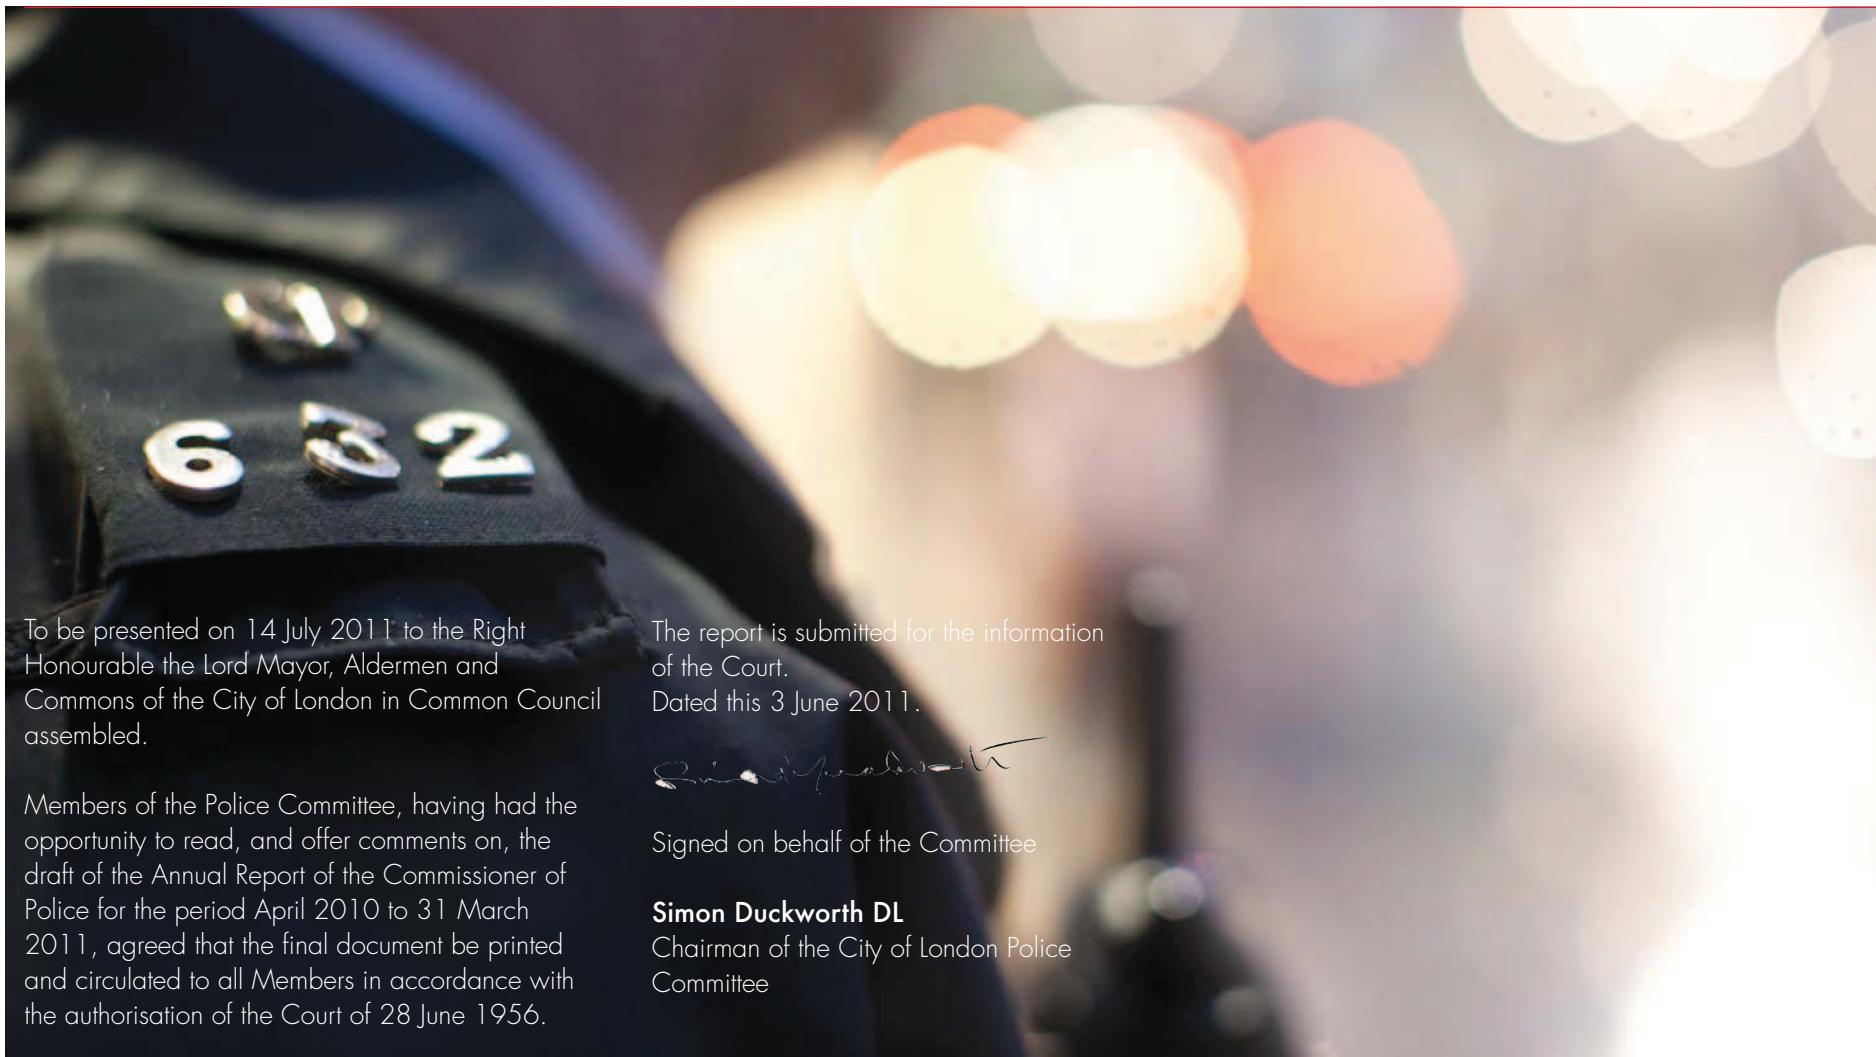 632
To be presented on 14 July 2011 to the Right
Honourable the Lord Mayor, Aldermen and
Commons of the City of London in Common Council
assembled.
Members of the Police Committee, having had the
opportunity to read, and offer comments on, the
draft of the Annual Report of the Commissioner of
Police for the period April 2010 to 31 March
2011, agreed that the final document be printed
and circulated to all Members in accordance with
the authorisation of the Court of 28 June 1956.
The report is submitted for the information
of the Court.
Dated this 3 June 2011.
Signed on behalf of the Committee
Simon Duckworth DL
Chairman of the City of London Police
Committee